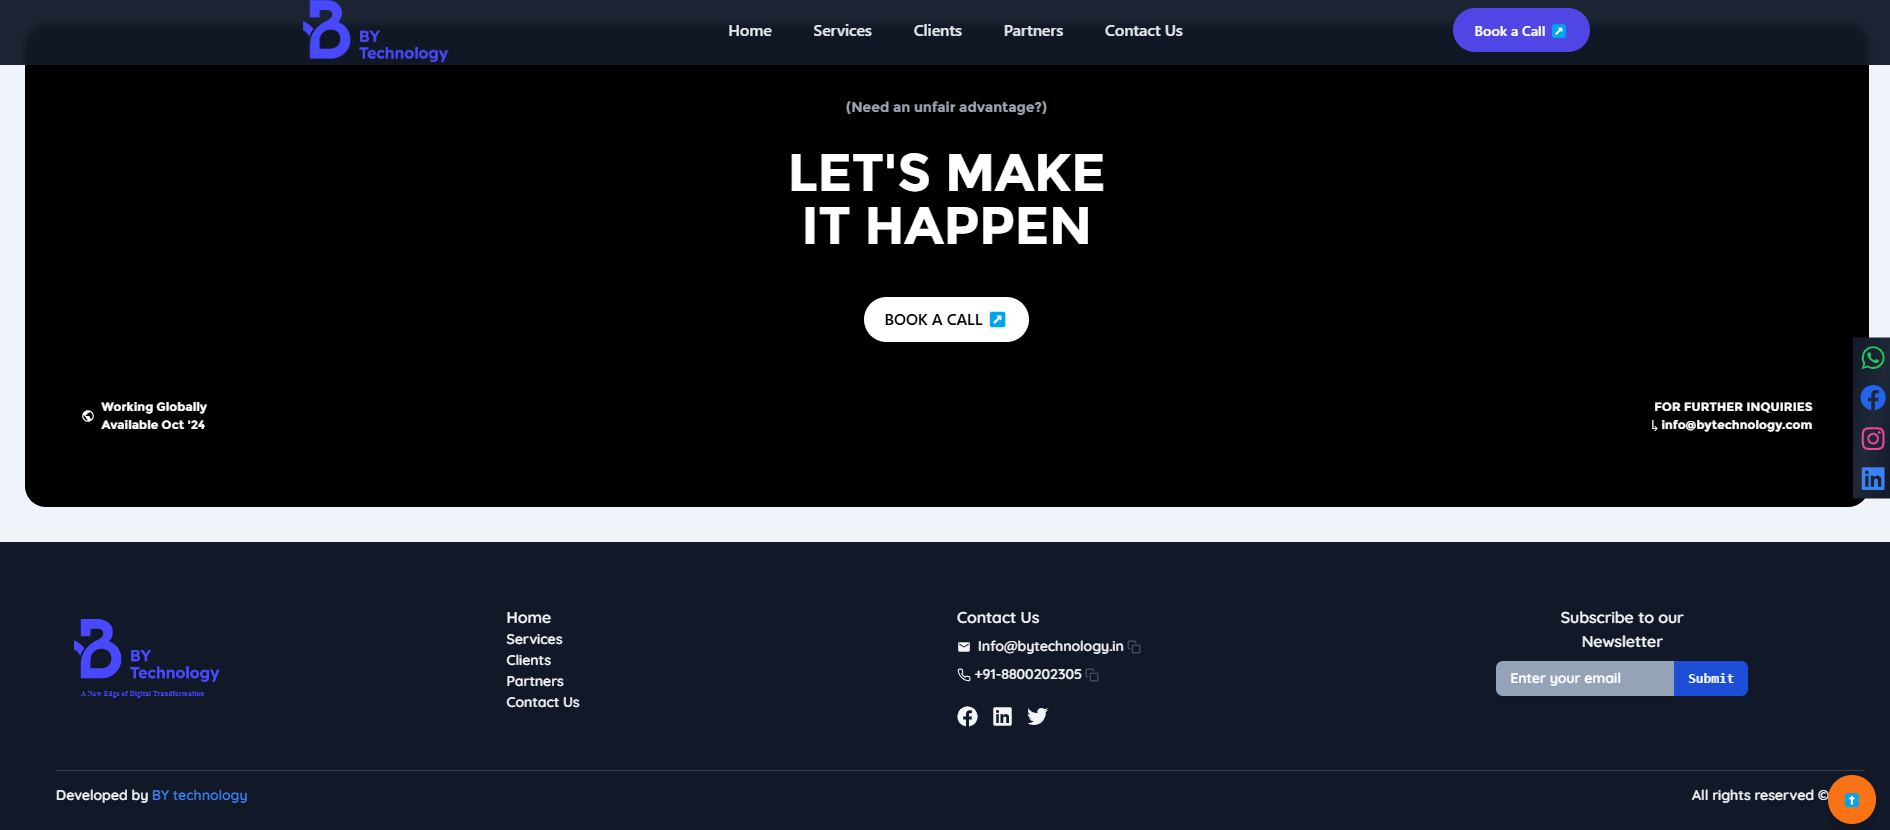 BY
Technology
Home
Services
Clients
Partners
Contact Us
Book a Call
(Need an unfair advantage?)
LET'S MAKE
IT HAPPEN
BOOK A CALL
Working Globally
Available Oct '24
FOR FURTHER INQUIRIES
↳ info@bytechnology.com
BY
Technology
A New Edge of Digital Trandformation
Home
Services
Clients
Partners
Contact Us
Contact Us
Info@bytechnology.in
+91-8800202305
Subscribe to our
Newsletter
Enter your email
Submit
Developed by BY technology
All rights reserved ©